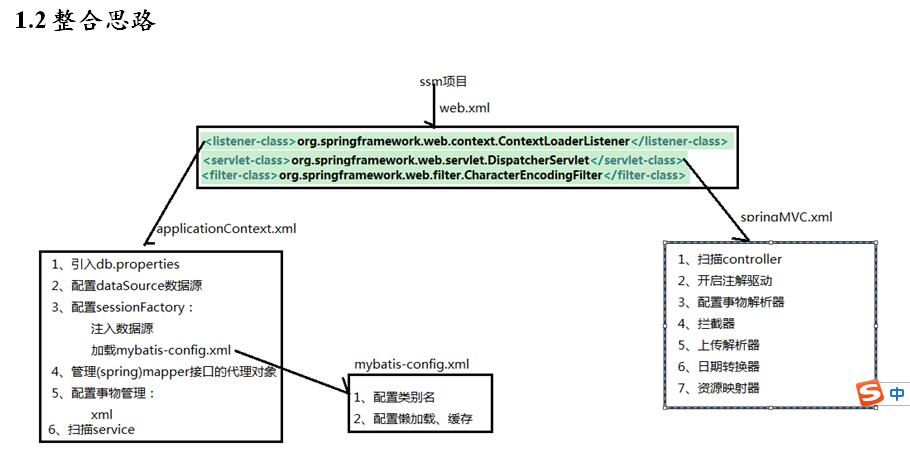 1.2 整合思路
ssm项目
web.xml
<listener-class>org.springframework.web.context.ContextLoaderListener</listener-class>
<servlet-class>org.springframework.web.servlet.DispatcherServlet</servlet-class>
<filter-class>org.springframework.web.filter.CharacterEncodingFilter</filter-class>
applicationContext.xml
1、引入db.properties
2、配置dataSource数据源
3、配置sessionFactory：
注入数据源
加载mybatis-config.xml
4、管理(spring)mapper接口的代理对象
5、配置事物管理：
xml
6、扫描service
mybatis-config.xml
1、配置类别名
2、配置懒加载、缓存
springMVC.xml
1、扫描controller
2、开启注解驱动
3、配置事物解析器
4、拦截器
5、上传解析器
6、日期转换器
7、资源映射器
S 中